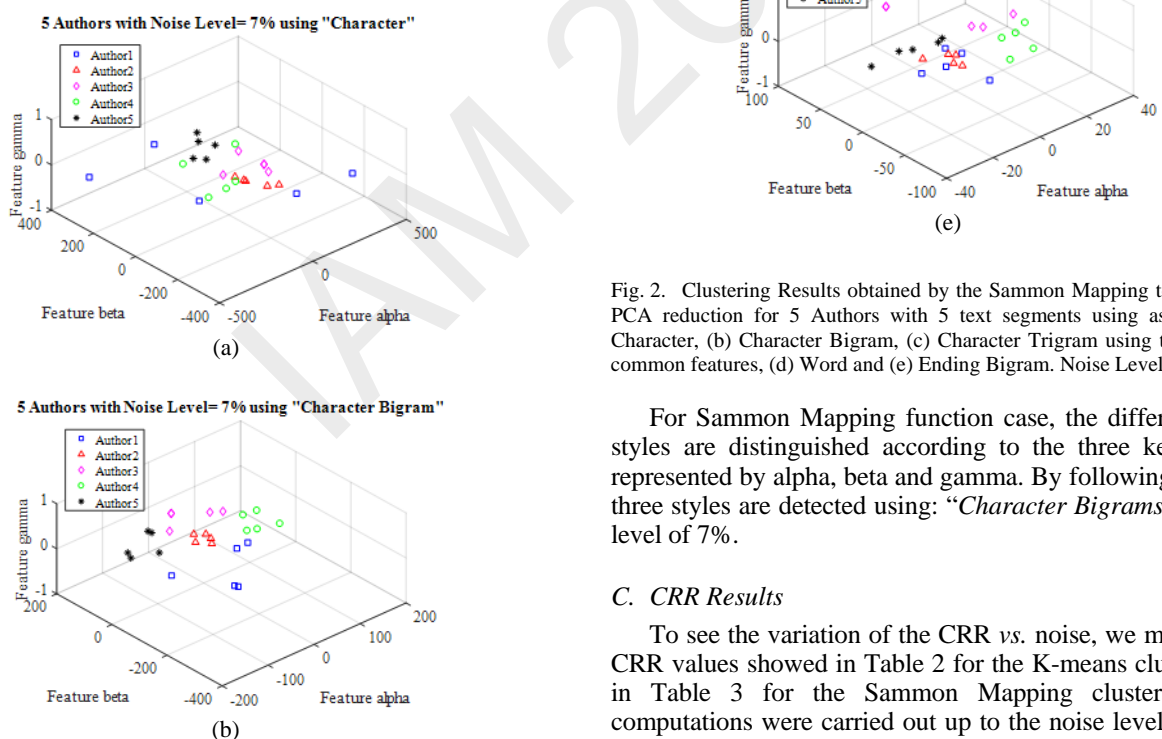 5 Authors with Noise Level= 7% using "Character"
Author1
Author2
Author3
Author4
Author5
Feature gamma
1
0
-1
400
200
0
-200
-400
-500
0
500
Feature beta
Feature alpha
(a)
5 Authors with Noise Level= 7% using "Character Bigram"
Author1
Author2
Author3
Author4
Author5
Feature gamma
1
0
-1
200
0
-200
-400
-200
-100
0
100
200
Feature beta
Feature alpha
(b)
Feature gamma
0
-1
100
50
0
-50
-100
-40
-20
0
20
40
Feature beta
Feature alpha
(e)
Fig. 2. Clustering Results obtained by the Sammon Mapping
PCA reduction for 5 Authors with 5 text segments using as
Character, (b) Character Bigram, (c) Character Trigram using
common features, (d) Word and (e) Ending Bigram. Noise Level
For Sammon Mapping function case, the differ
styles are distinguished according to the three ke
represented by alpha, beta and gamma. By following
three styles are detected using: “Character Bigrams
level of 7%.
C. CRR Results
To see the variation of the CRR vs. noise, we m
CRR values showed in Table 2 for the K-means clu
in Table 3 for the Sammon Mapping cluster
computations were carried out up to the noise level
IAM 20